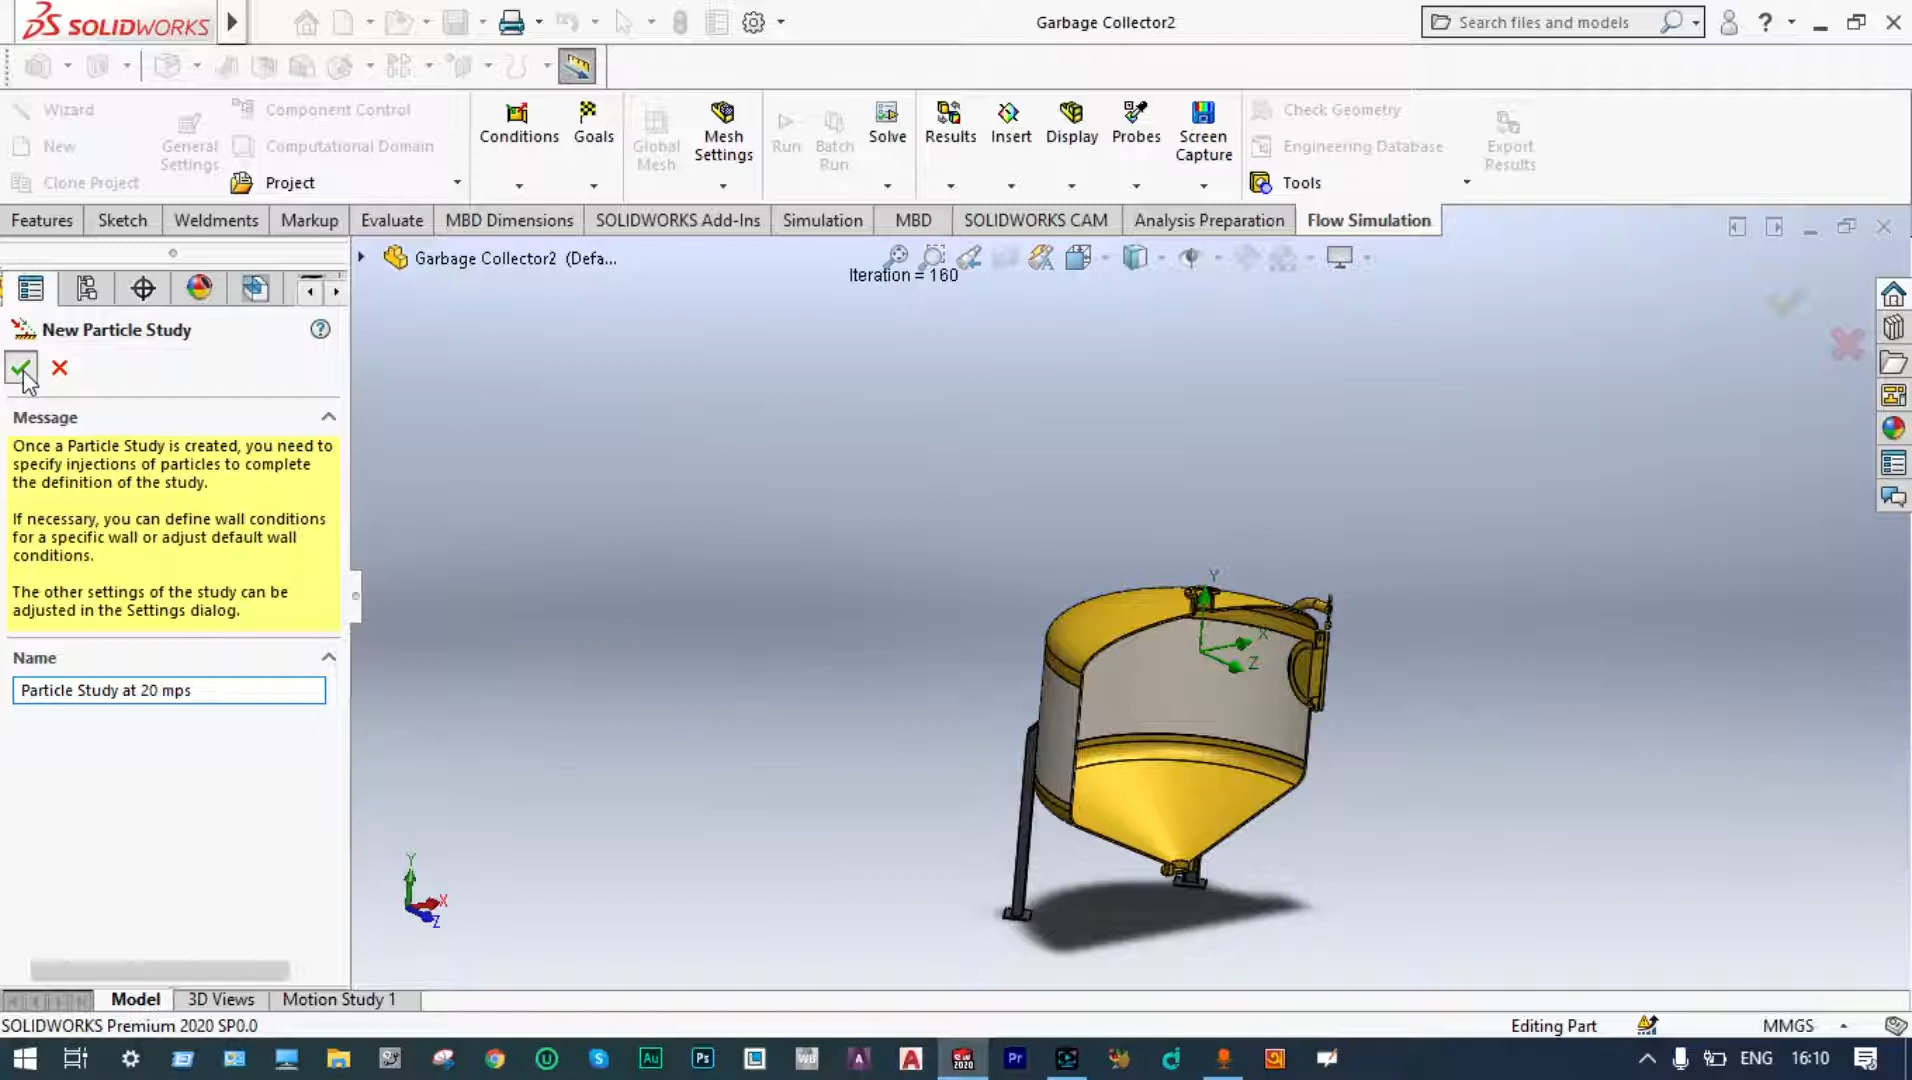 SOLIDWORKS
Garbage Collector2
Search files and models
Wizard
New
Clone Project
General Settings
Component Control
Computational Domain
Project
Conditions
Goals
Global Mesh
Mesh Settings
Run
Batch Run
Solve
Results
Insert
Display
Probes
Screen Capture
Check Geometry
Engineering Database
Tools
Export Results
Features
Sketch
Weldments
Markup
Evaluate
MBD Dimensions
SOLIDWORKS Add-Ins
Simulation
MBD
SOLIDWORKS CAM
Analysis Preparation
Flow Simulation
Garbage Collector2 (Defa...
Iteration = 160
New Particle Study
Message
Once a Particle Study is created, you need to
specify injections of particles to complete
the definition of the study.
If necessary, you can define wall conditions
for a specific wall or adjust default wall
conditions.
The other settings of the study can be
adjusted in the Settings dialog.
Name
Particle Study at 20 mps
Y
X
Z
Y
X
Z
Model
3D Views
Motion Study 1
SOLIDWORKS Premium 2020 SP0.0
Editing Part
MMGS
Au
Ps
L
A
A
SW
2020
Pr
ENG
16:10